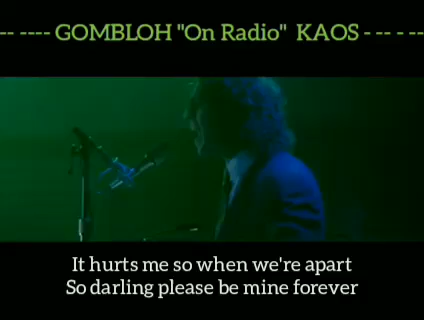 -- ---- GOMBLOH "On Radio" KAOS - -- - --
It hurts me so when we're apart
So darling please be mine forever